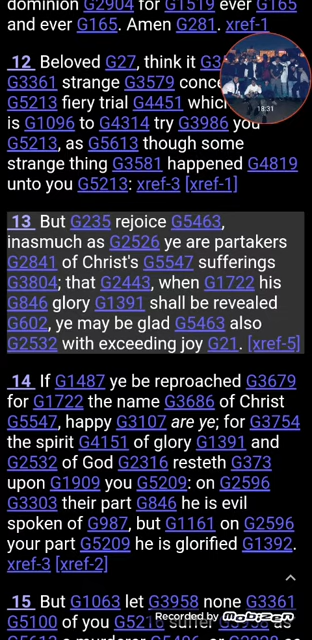 dominion G2904 for G1519 ever G165
and ever G165. Amen G281. xref-1
12 Beloved G27, think it
G3361 strange G3579
G5213 fiery trial G4451
is G1096 to G4314 try G3986 you
G5213, as G5613 though some
strange thing G3581 happened G4819
unto you G5213: xref-3 [xref-1]
18:31
13 But G235 rejoice G5463,
inasmuch as G2526 ye are partakers
G2841 of Christ's G5547 sufferings
G3804; that G2443, when G1722 his
G846 glory G1391 shall be revealed
G602, ye may be glad G5463 also
G2532 with exceeding joy G21. [xref-5]
14 If G1487 ye be reproached G3679
for G1722 the name G3686 of Christ
G5547, happy G3107 are ye; for G3754
the spirit G4151 of glory G1391 and
G2532 of God G2316 resteth G373
upon G1909 you G5209: on G2596
G3303 their part G846 he is evil
spoken of G987, but G1161 on G2596
your part G5209 he is glorified G1392.
xref-3 [xref-2]
15 But G1063 let G3958 none G3361
G5100 of you G5216 suffer as
Recorded by Mobizen